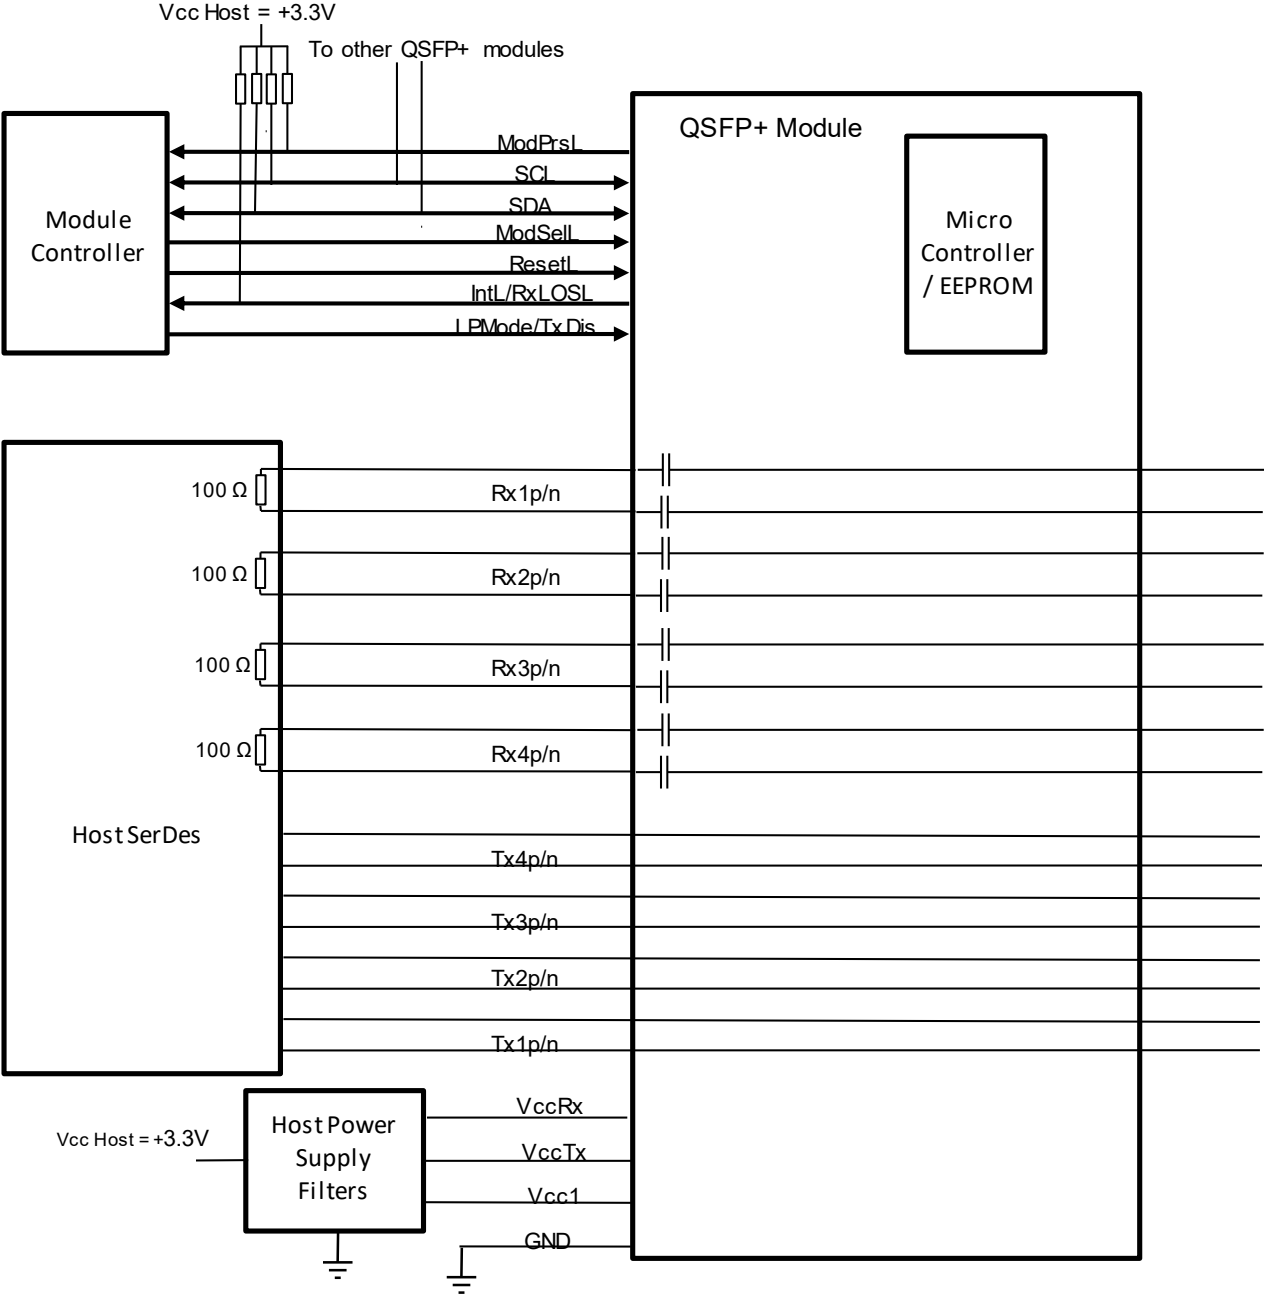 Vcc Host = +3.3V
To other QSFP+ modules
QSFP+ Module
ModPrsL
SCL
SDA
ModSelL
ResetL
IntL/RxLOSL
LPMode/TxDis
Module
Controller
Micro
Controller
/ EEPROM
100 Ω
Rx1p/n
100 Ω
Rx2p/n
100 Ω
Rx3p/n
100 Ω
Rx4p/n
Host SerDes
Tx4p/n
Tx3p/n
Tx2p/n
Tx1p/n
Vcc Host = +3.3V
Host Power
Supply
Filters
VccRx
VccTx
Vcc1
GND